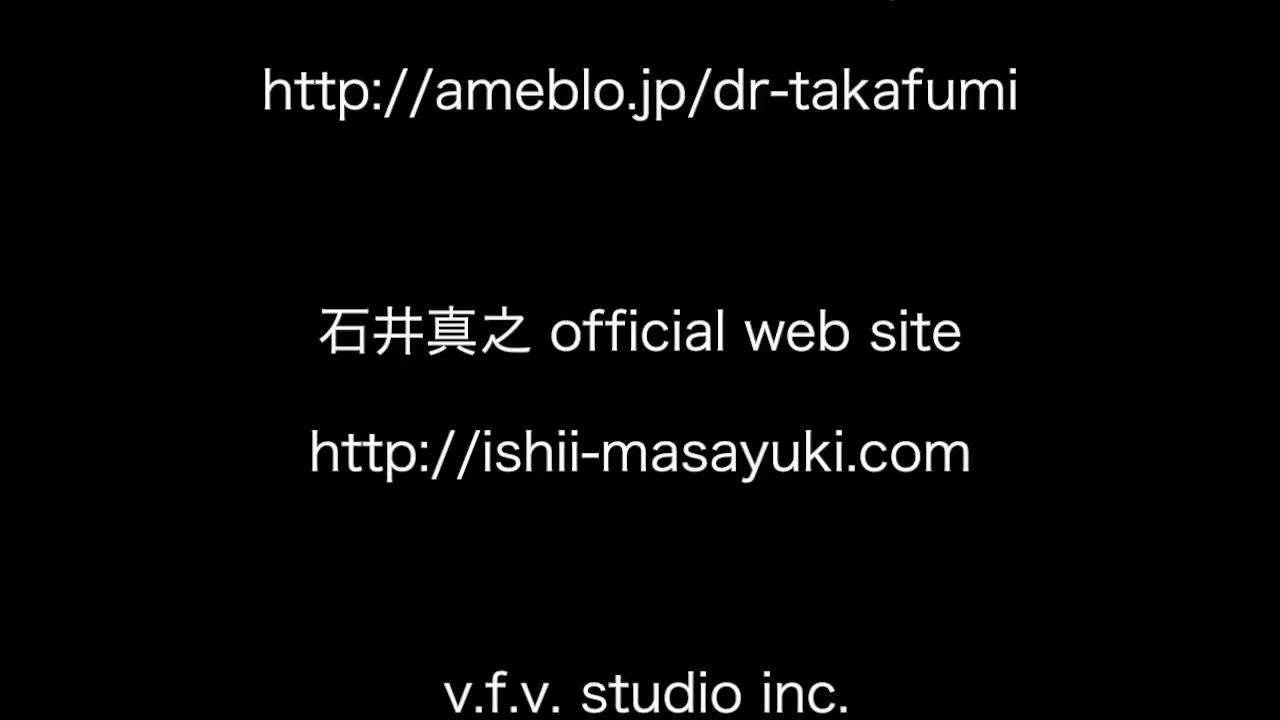 http://ameblo.jp/dr-takafumi
石井真之 official web site
http://ishii-masayuki.com
v.f.v. studio inc.